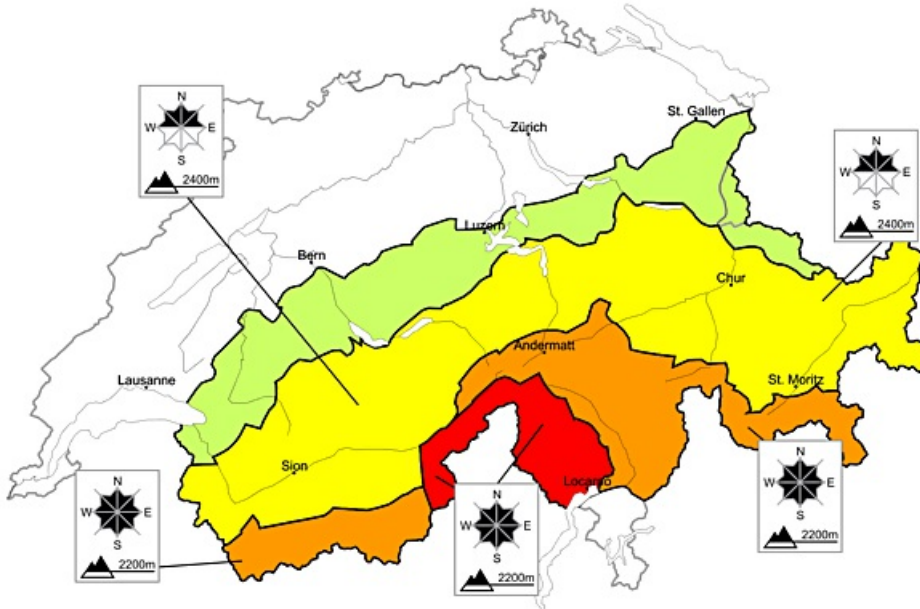 N
W E
S
2400m
St. Gallen
Zürich
N
W E
S
2400m
Luzern
Bern
Chur
Andermatt
Lausanne
St. Moritz
Sion
Locarno
N
W E
S
2200m
N
W E
S
2200m
N
W E
S
2200m